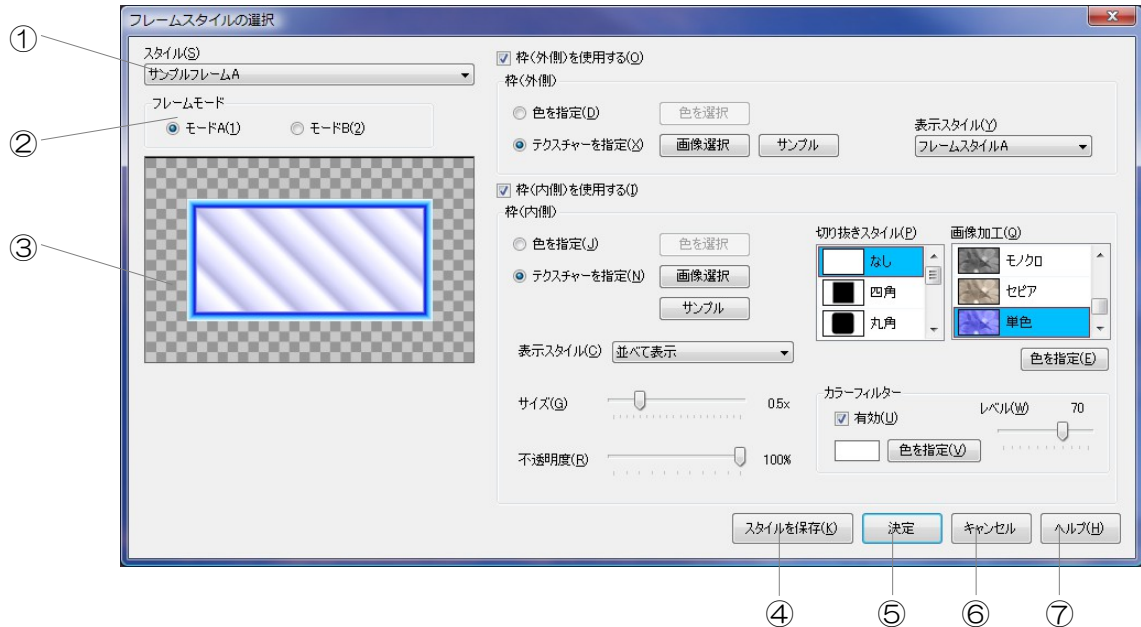 フレームスタイルの選択
①
スタイル(S)
サンプルフレームA
②
フレームモード
モードA(1) モードB(2)
③
枠(外側)を使用する(O)
枠(外側)
色を指定(D) 色を選択
テクスチャーを指定(X) 画像選択 サンプル
表示スタイル(Y)
フレームスタイルA
枠(内側)を使用する(I)
枠(内側)
色を指定(J) 色を選択
テクスチャーを指定(N) 画像選択
サンプル
切り抜きスタイル(P)
なし
四角
丸角
画像加工(Q)
モノクロ
セピア
単色
色を指定(E)
表示スタイル(C) 並べて表示
サイズ(G) 0.5x
不透明度(R) 100%
カラーフィルター
有効(U)
レベル(W) 70
色を指定(V)
スタイルを保存(K) 決定 キャンセル ヘルプ(H)
④ ⑤ ⑥ ⑦